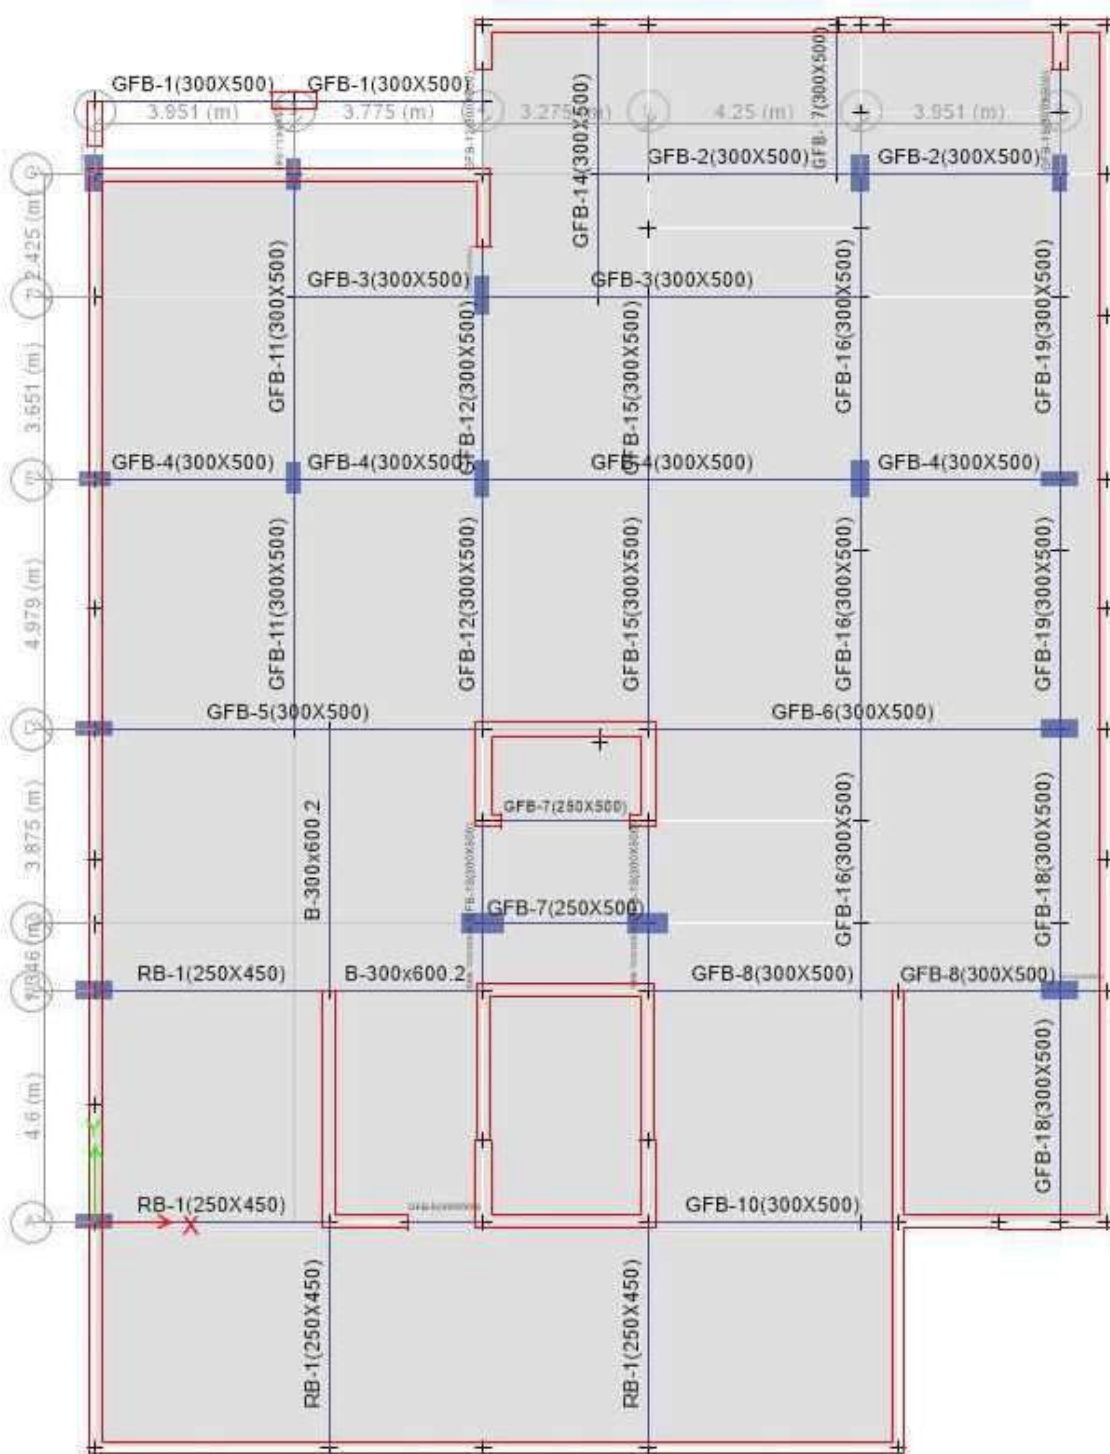 GFB-1(300X500) GFB-1(300X500)
3.951 (m) 3.775 (m) 3.275 (m) 4.25 (m) 3.951 (m)
GFB-14(300X500)
GFB- 7(300X500)
GFB-2(300X500) GFB-2(300X500)
2.425 (m)
GFB-3(300X500) GFB-3(300X500)
GFB-11(300X500)
GFB-12(300X500)
GFB-15(300X500)
GFB-16(300X500)
GFB-19(300X500)
3.651 (m)
GFB-4(300X500) GFB-4(300X500) GFB-4(300X500) GFB-4(300X500)
4.979 (m)
GFB-11(300X500)
GFB-12(300X500)
GFB-15(300X500)
GFB-16(300X500)
GFB-19(300X500)
GFB-5(300X500) GFB-6(300X500)
3.875 (m)
B-300x600.2
GFB-7(250X500)
GFB-16(300X500)
GFB-18(300X500)
GFB-7(250X500)
RB-1(250X450) B-300x600.2 GFB-8(300X500) GFB-8(300X500)
4.6 (m)
GFB-18(300X500)
Y
X
RB-1(250X450) GFB-10(300X500)
RB-1(250X450)
RB-1(250X450)